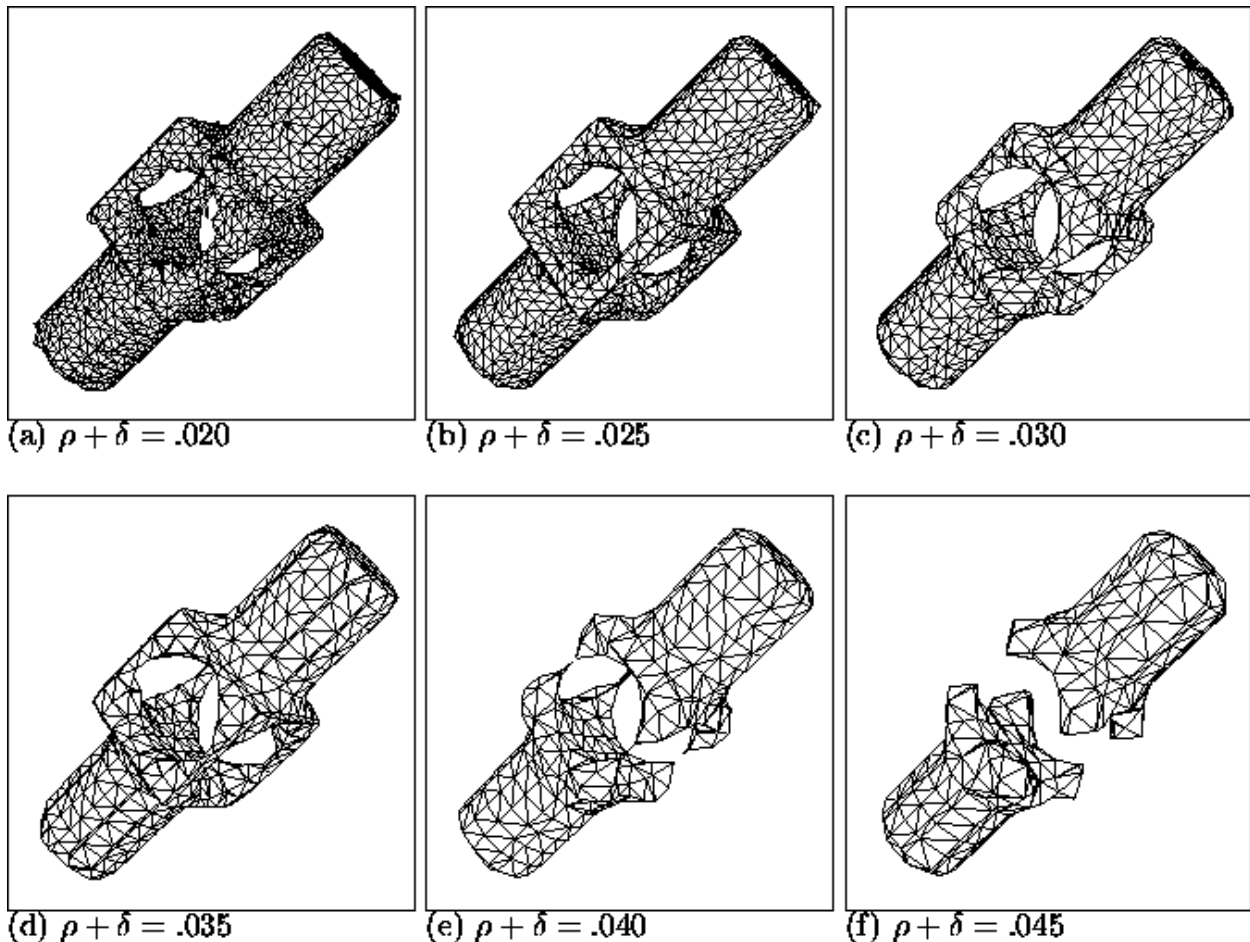 (a) ρ + δ = .020
(b) ρ + δ = .025
(c) ρ + δ = .030
(d) ρ + δ = .035
(e) ρ + δ = .040
(f) ρ + δ = .045